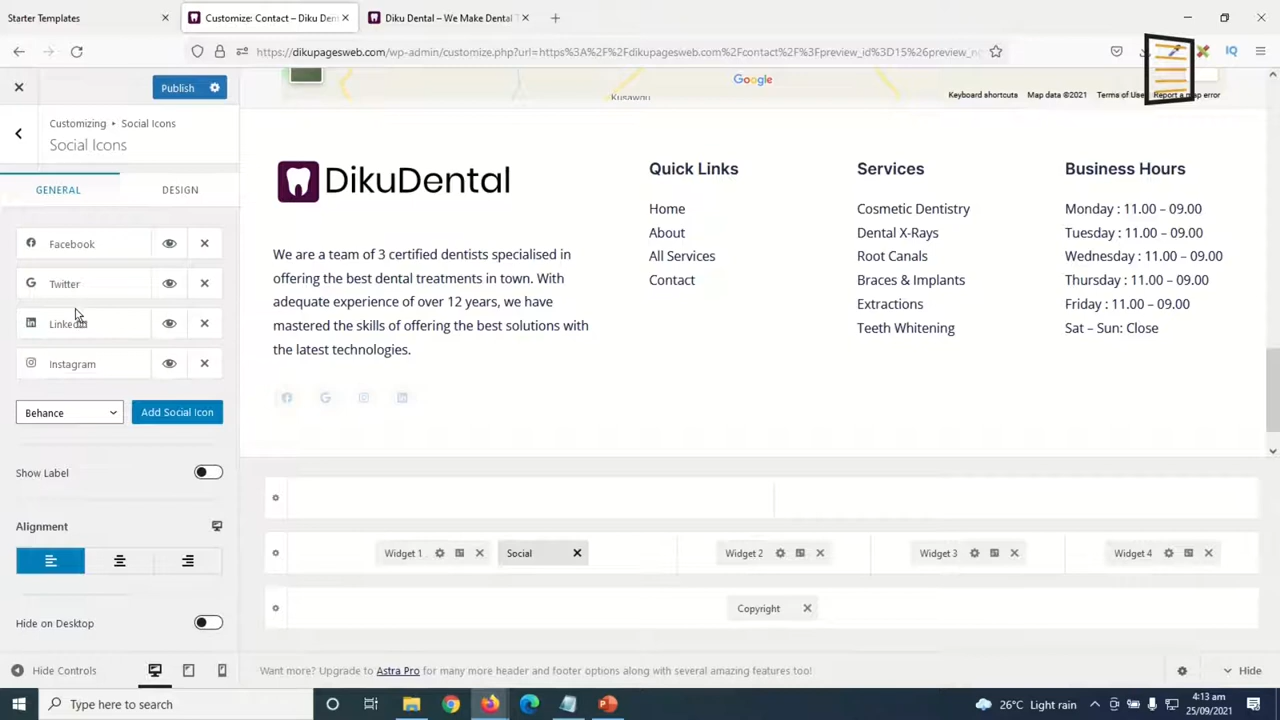 Starter Templates
Customize: Contact – Diku Den
Diku Dental – We Make Dental T
https://dikupagesweb.com/wp-admin/customize.php?url=https%3A%2F%2Fdikupagesweb.com%2Fcontact%2F%3Fpreview_id%3D15%26preview_n
IQ
Publish
Customizing ▸ Social Icons
Social Icons
GENERAL
DESIGN
Facebook
Twitter
Instagram
Behance
Add Social Icon
Show Label
Alignment
Hide on Desktop
Hide Controls
Google
Keyboard shortcuts
Map data ©2021
Terms of Use
Report a map error
DikuDental
We are a team of 3 certified dentists specialised in
offering the best dental treatments in town. With
adequate experience of over 12 years, we have
mastered the skills of offering the best solutions with
the latest technologies.
Quick Links
Home
About
All Services
Contact
Services
Cosmetic Dentistry
Dental X-Rays
Root Canals
Braces & Implants
Extractions
Teeth Whitening
Business Hours
Monday : 11.00 – 09.00
Tuesday : 11.00 – 09.00
Wednesday : 11.00 – 09.00
Thursday : 11.00 – 09.00
Friday : 11.00 – 09.00
Sat – Sun: Close
Widget 1
Social
Widget 2
Widget 3
Widget 4
Copyright
Want more? Upgrade to Astra Pro for many more header and footer options along with several amazing features too!
Hide
Type here to search
26°C Light rain
4:13 am
25/09/2021